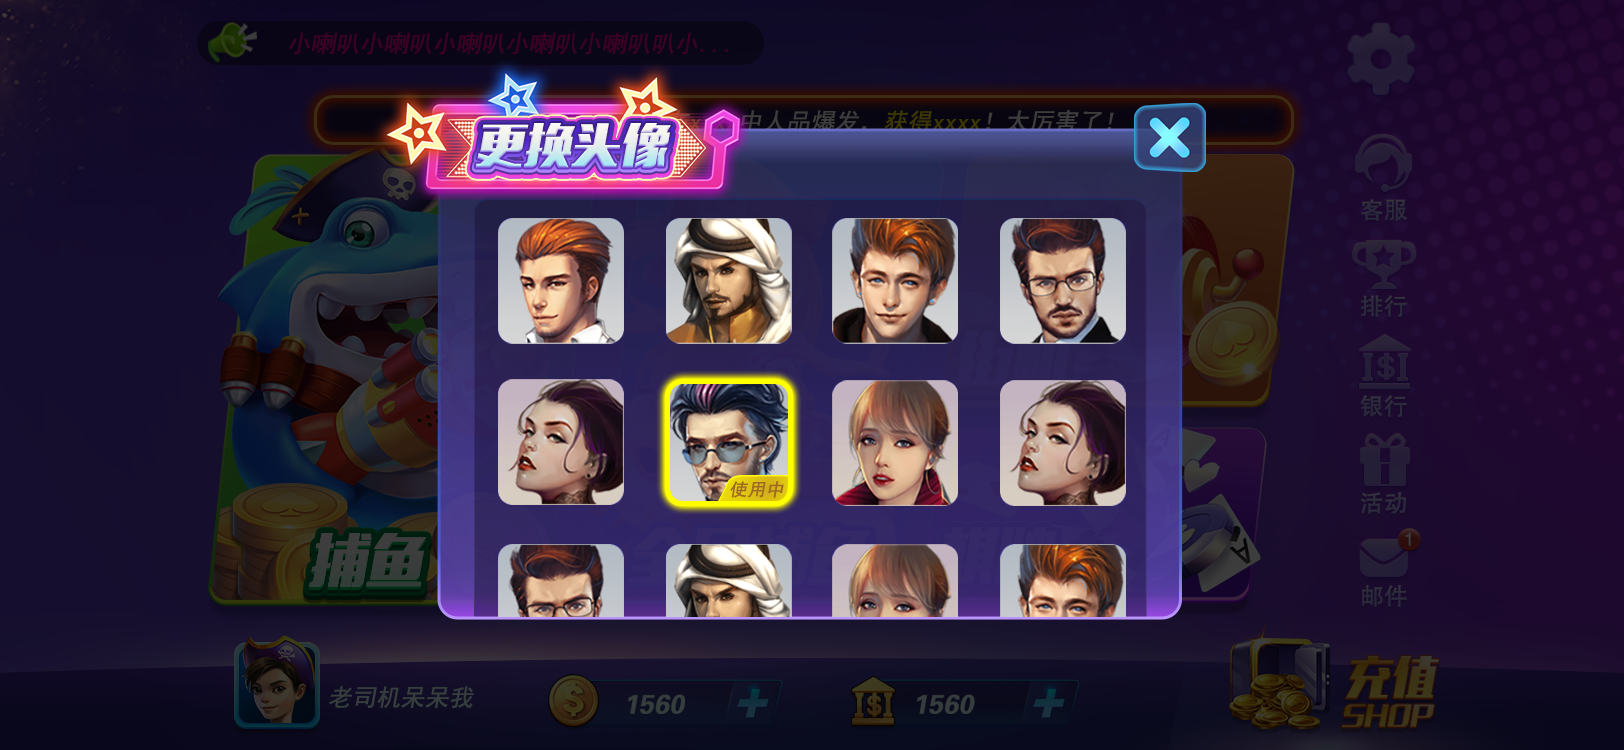 小喇叭小喇叭小喇叭小喇叭小喇叭叭小...
中人品爆发，获得xxxx！太厉害了！
更换头像
客服
排行
银行
使用中
活动
1
捕鱼
邮件
老司机呆呆我
1560
1560
充值
SHOP